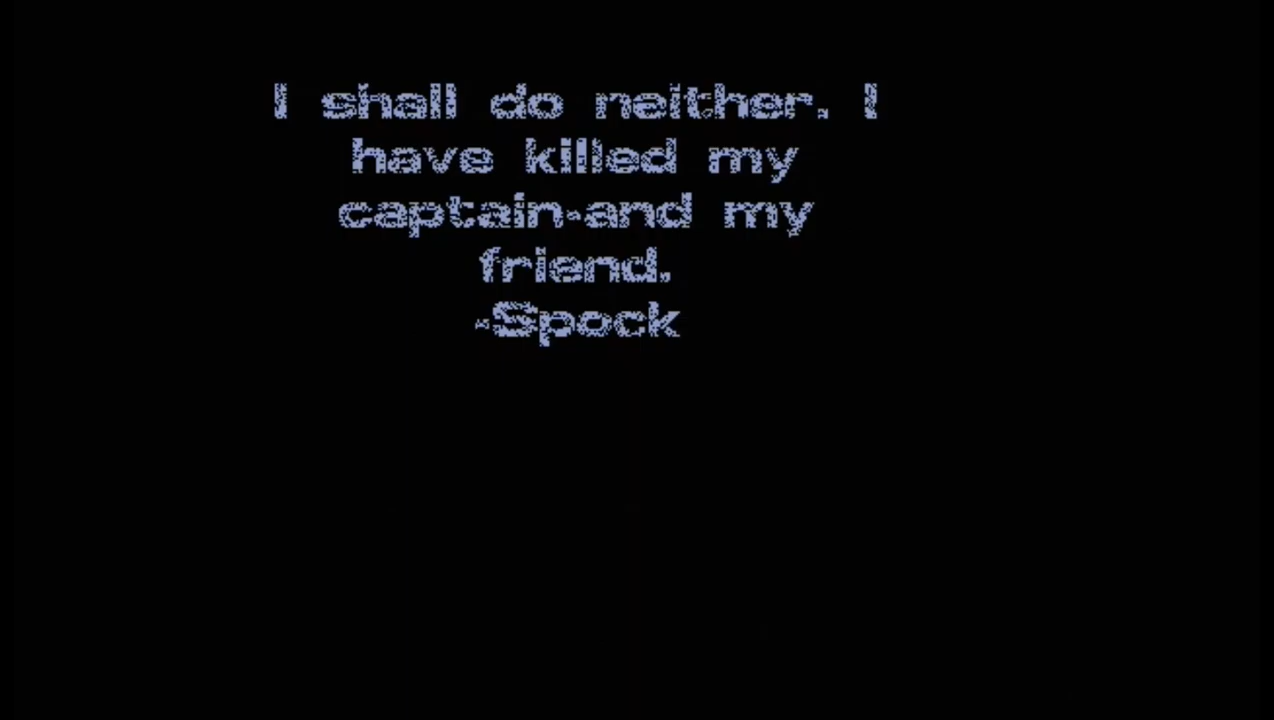 I shall do neither. I
have killed my
captain-and my
friend.
-Spock